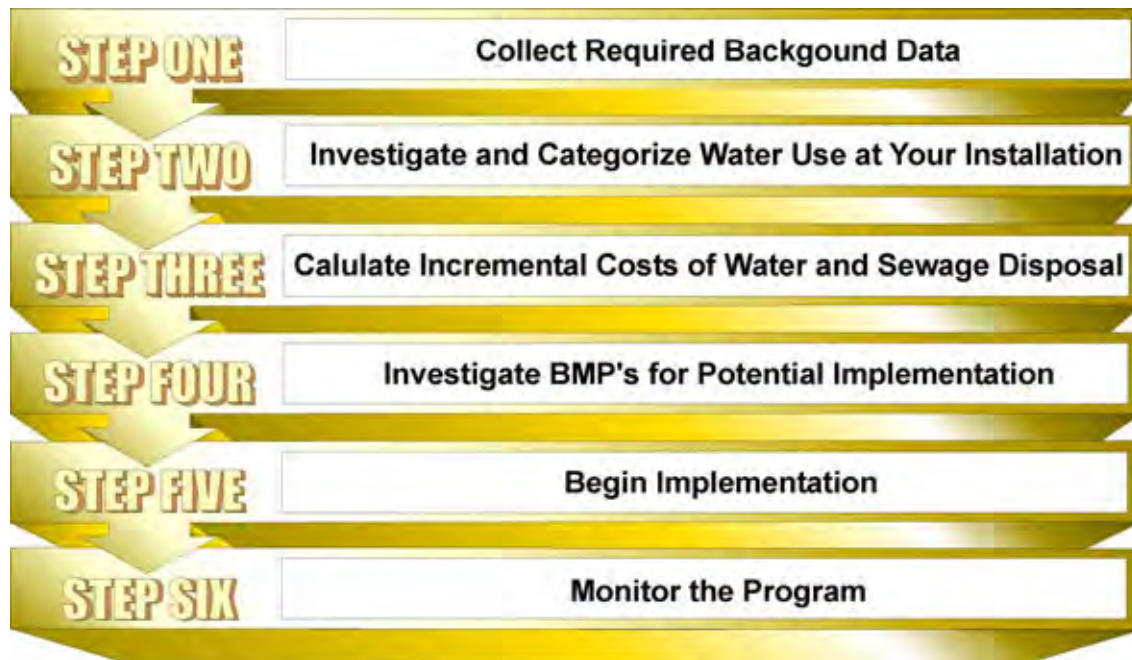 STEP ONE
Collect Required Backgound Data
STEP TWO
Investigate and Categorize Water Use at Your Installation
STEP THREE
Calulate Incremental Costs of Water and Sewage Disposal
STEP FOUR
Investigate BMP's for Potential Implementation
STEP FIVE
Begin Implementation
STEP SIX
Monitor the Program